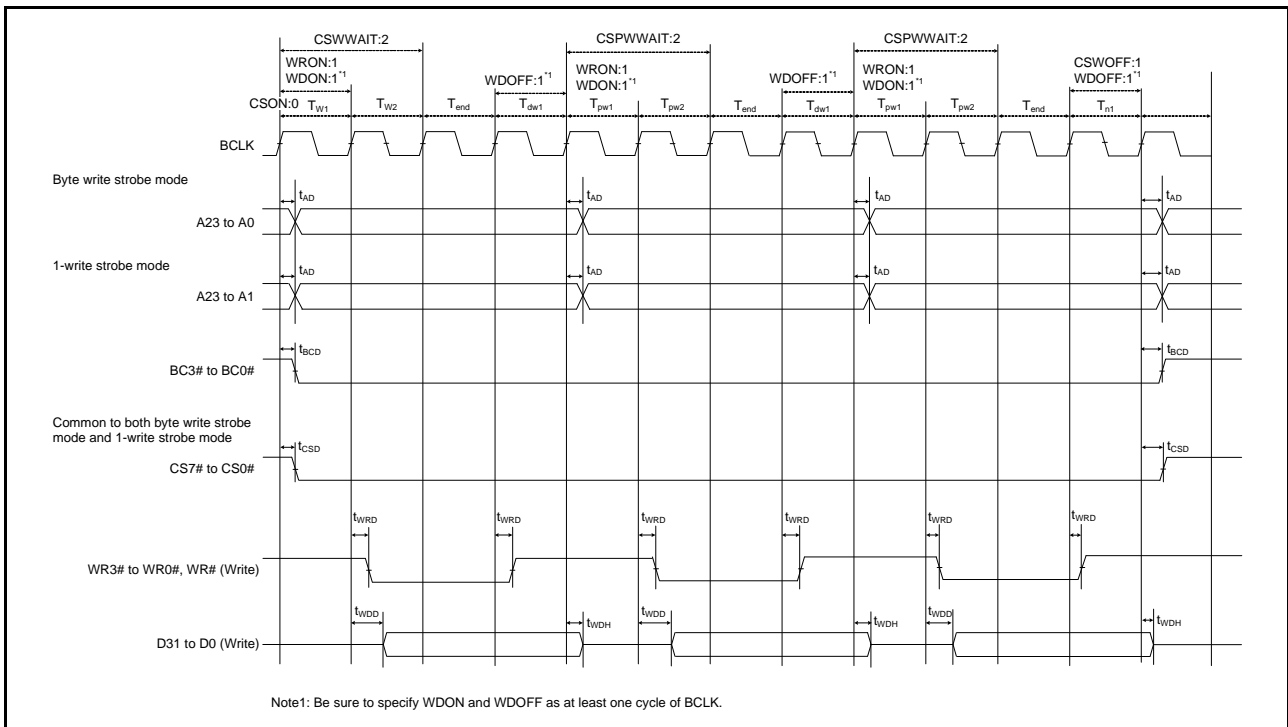 CSWWAIT:2 CSPWWAIT:2 CSPWWAIT:2
WRON:1 WRON:1 WRON:1 CSWOFF:1
WDON:1*1 WDOFF:1*1 WDON:1*1 WDOFF:1*1 WDON:1*1 WDOFF:1*1
CSON:0 TW1 TW2 Tend Tdw1 Tpw1 Tpw2 Tend Tdw1 Tpw1 Tpw2 Tend Tn1
BCLK
Byte write strobe mode
tAD tAD tAD tAD
A23 to A0
1-write strobe mode
tAD tAD tAD tAD
A23 to A1
tBCD tBCD
BC3# to BC0#
Common to both byte write strobe
mode and 1-write strobe mode
tCSD tCSD
CS7# to CS0#
tWRD tWRD tWRD tWRD tWRD tWRD
WR3# to WR0#, WR# (Write)
tWDD tWDH tWDD tWDH tWDD tWDH
D31 to D0 (Write)
Note1: Be sure to specify WDON and WDOFF as at least one cycle of BCLK.